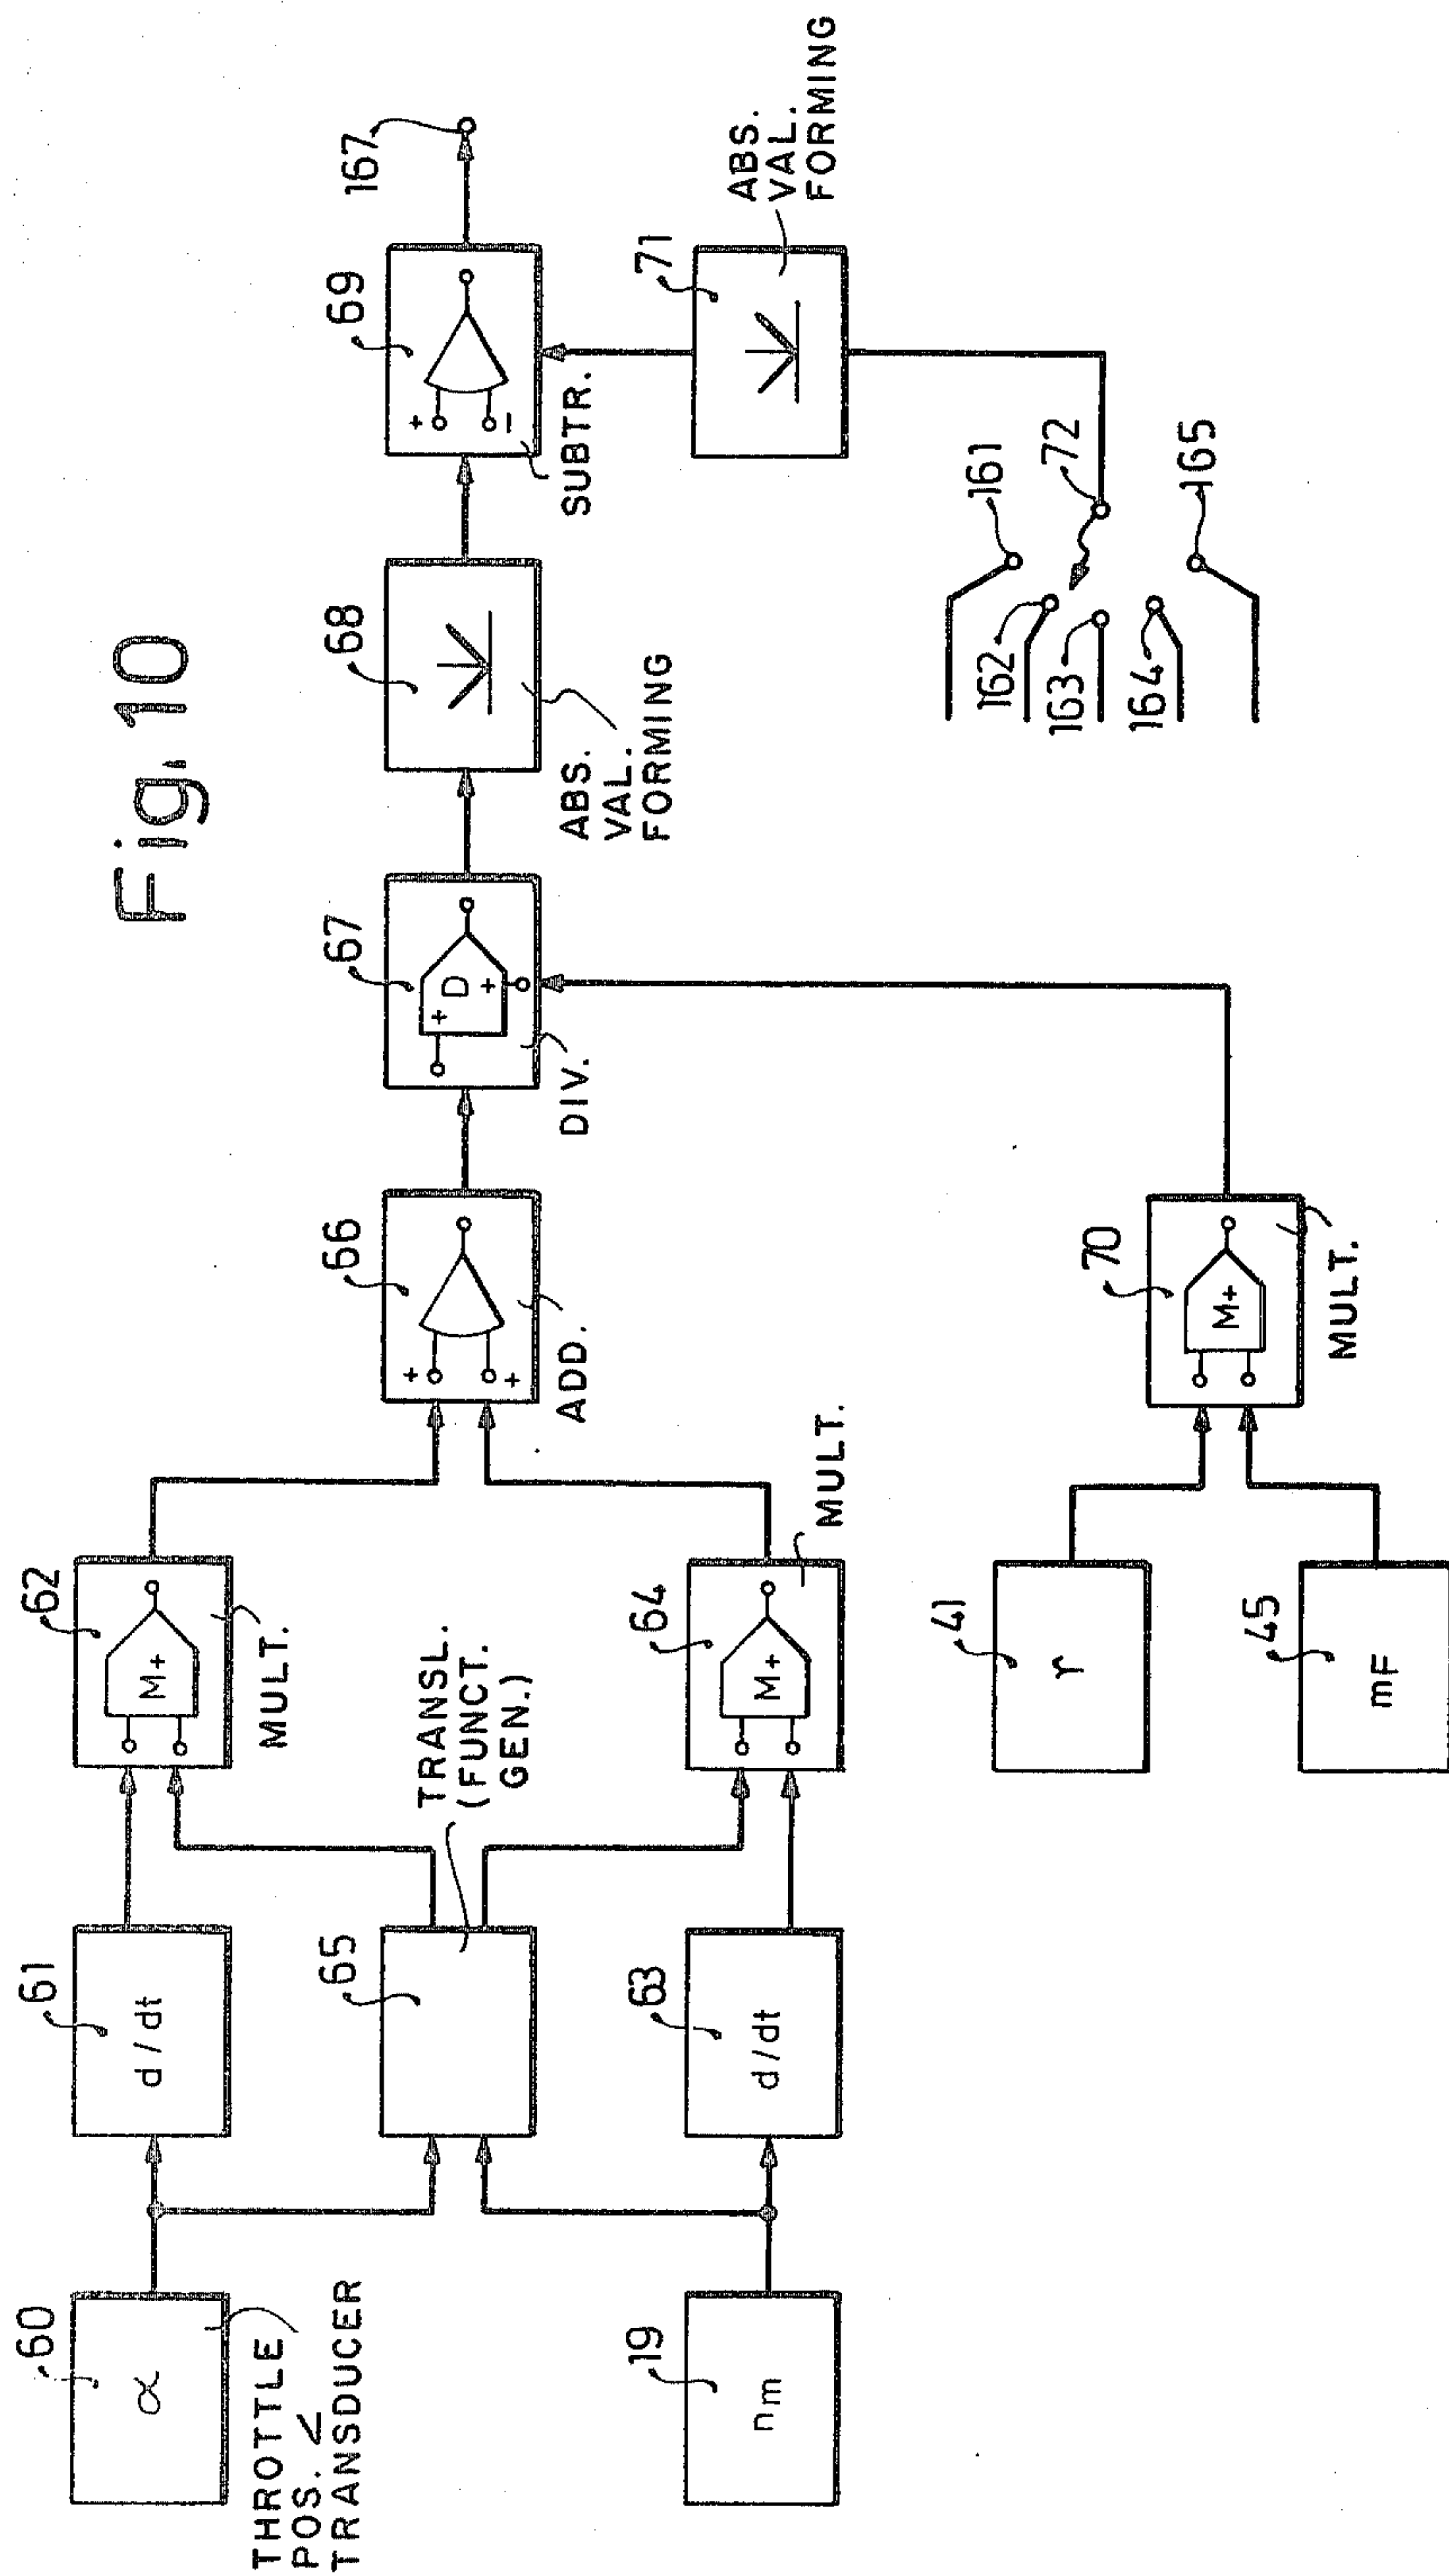 Fig. 10
60
α
THROTTLE
POS. ∠
TRANSDUCER
61
d/dt
62
M+
MULT.
65
TRANSL.
(FUNCT.
GEN.)
19
nm
63
d/dt
64
M+
MULT.
66
+
+
ADD.
67
+
D
+
DIV.
68
ABS.
VAL.
FORMING
69
+
−
SUBTR.
167
71
ABS.
VAL.
FORMING
41
r
45
mF
70
M+
MULT.
161
162
163
164
165
72